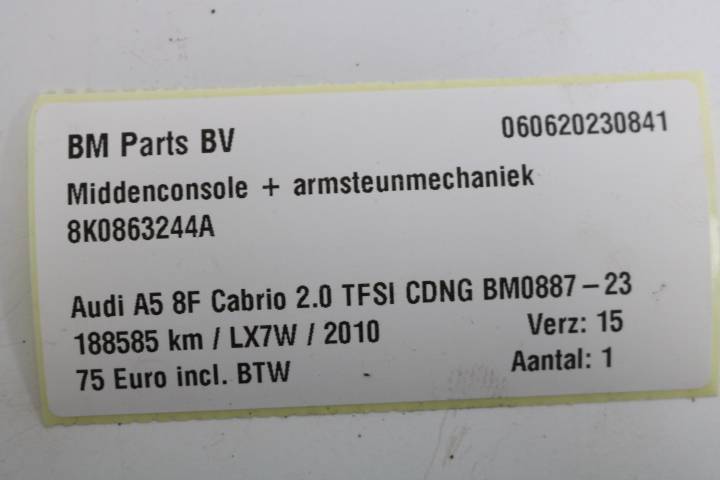 BM Parts BV 060620230841
Middenconsole + armsteunmechaniek
8K0863244A
Audi A5 8F Cabrio 2.0 TFSI CDNG BM0887-23
188585 km / LX7W / 2010 Verz: 15
75 Euro incl. BTW Aantal: 1